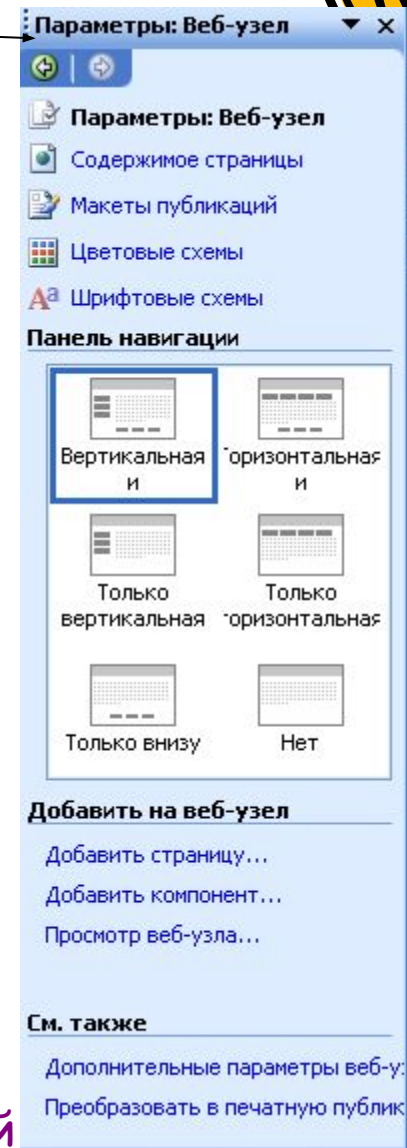 Параметры: Веб-узел
Параметры: Веб-узел
Содержимое страницы
Макеты публикаций
Цветовые схемы
Aa Шрифтовые схемы
Панель навигации
Вертикальная оризонтальная
и и
Только Только
вертикальная оризонтальная
Только внизу Нет
Добавить на веб-узел
Добавить страницу...
Добавить компонент...
Просмотр веб-узла...
См. также
Дополнительные параметры веб-у
Преобразовать в печатную публик
й